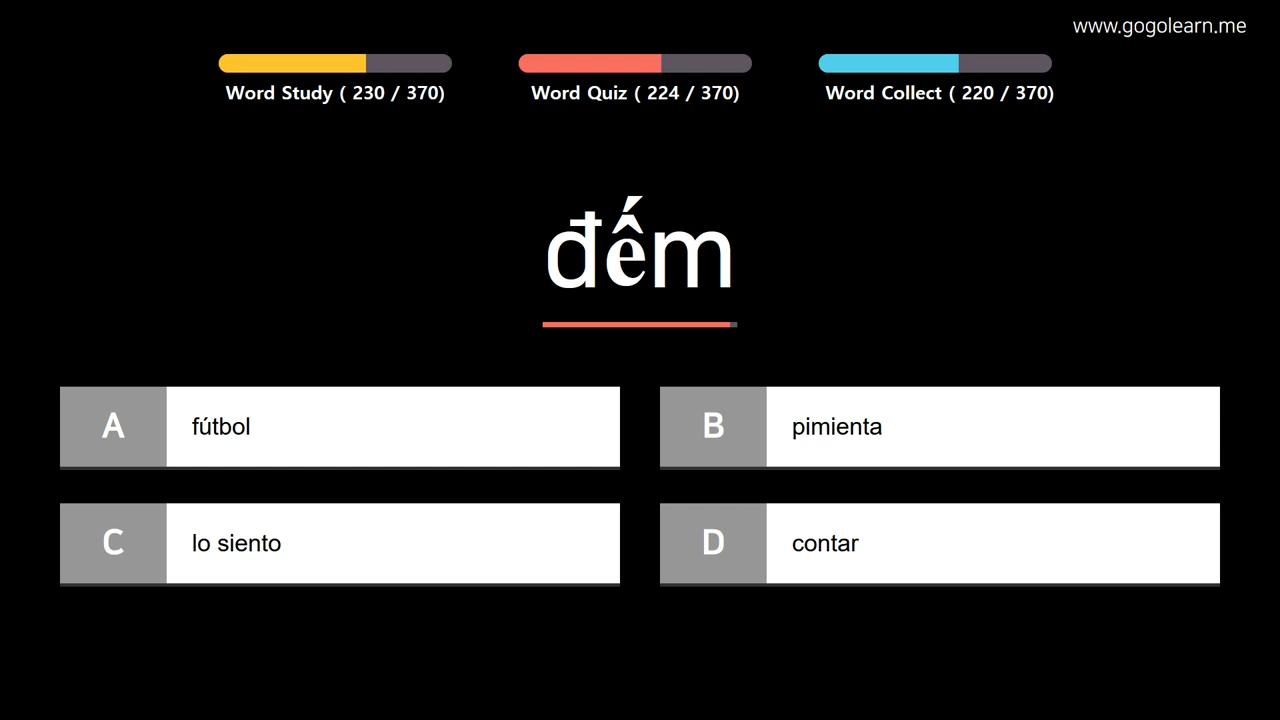 www.gogolearn.me
Word Study ( 230 / 370)
Word Quiz ( 224 / 370)
Word Collect ( 220 / 370)
đếm
A fútbol
B pimienta
C lo siento
D contar